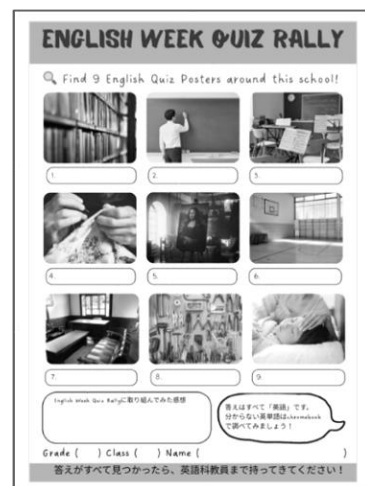 ENGLISH WEEK QUIZ RALLY
Find 9 English Quiz Posters around this school!
1.
2.
3.
4.
5.
6.
7.
8.
9.
English Week Quiz Rallyに取り組んでみた感想
答えはすべて「英語」です。
分からない英単語はchromebook
で調べてみましょう！
Grade ( ) Class ( ) Name ( )
答えがすべて見つかったら、英語科教員まで持ってきてください！